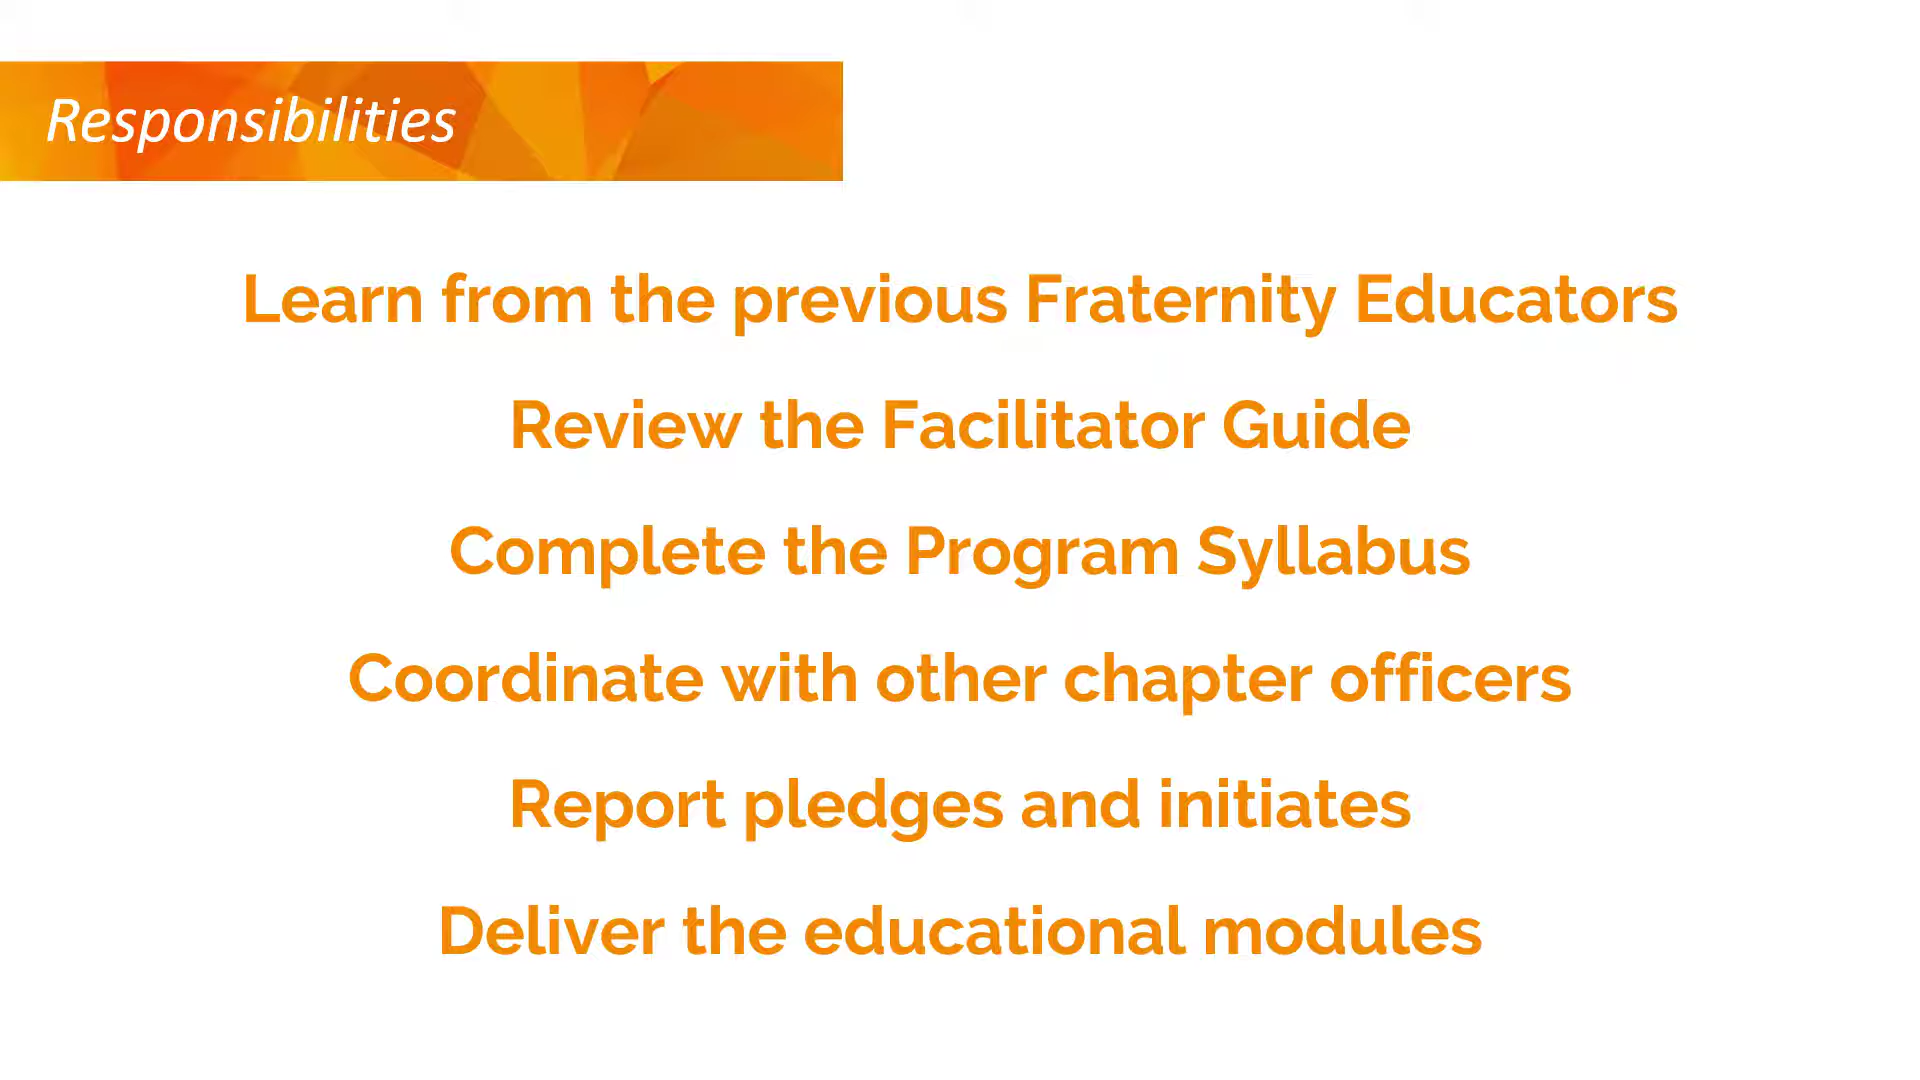 Responsibilities
Learn from the previous Fraternity Educators
Review the Facilitator Guide
Complete the Program Syllabus
Coordinate with other chapter officers
Report pledges and initiates
Deliver the educational modules